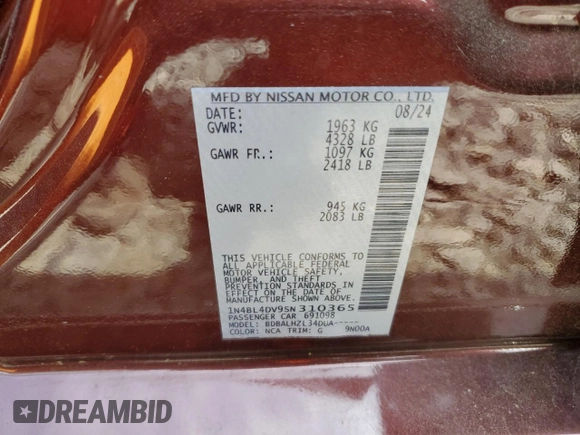 MFD BY NISSAN MOTOR CO., LTD.
DATE: 08/24
GVWR: 1963 KG
4328 LB
GAWR FR.: 1097 KG
2418 LB
GAWR RR.: 945 KG
2083 LB
THIS VEHICLE CONFORMS TO
ALL APPLICABLE FEDERAL
MOTOR VEHICLE SAFETY,
BUMPER, AND THEFT
PREVENTION STANDARDS
IN EFFECT ON THE DATE OF
MANUFACTURE SHOWN ABOVE.
1N4BL4DV9SN310365
PASSENGER CAR 691098
MODEL: BDBALHZL34DUA-----
COLOR: NCA TRIM: G 9N00A
DREAMBID